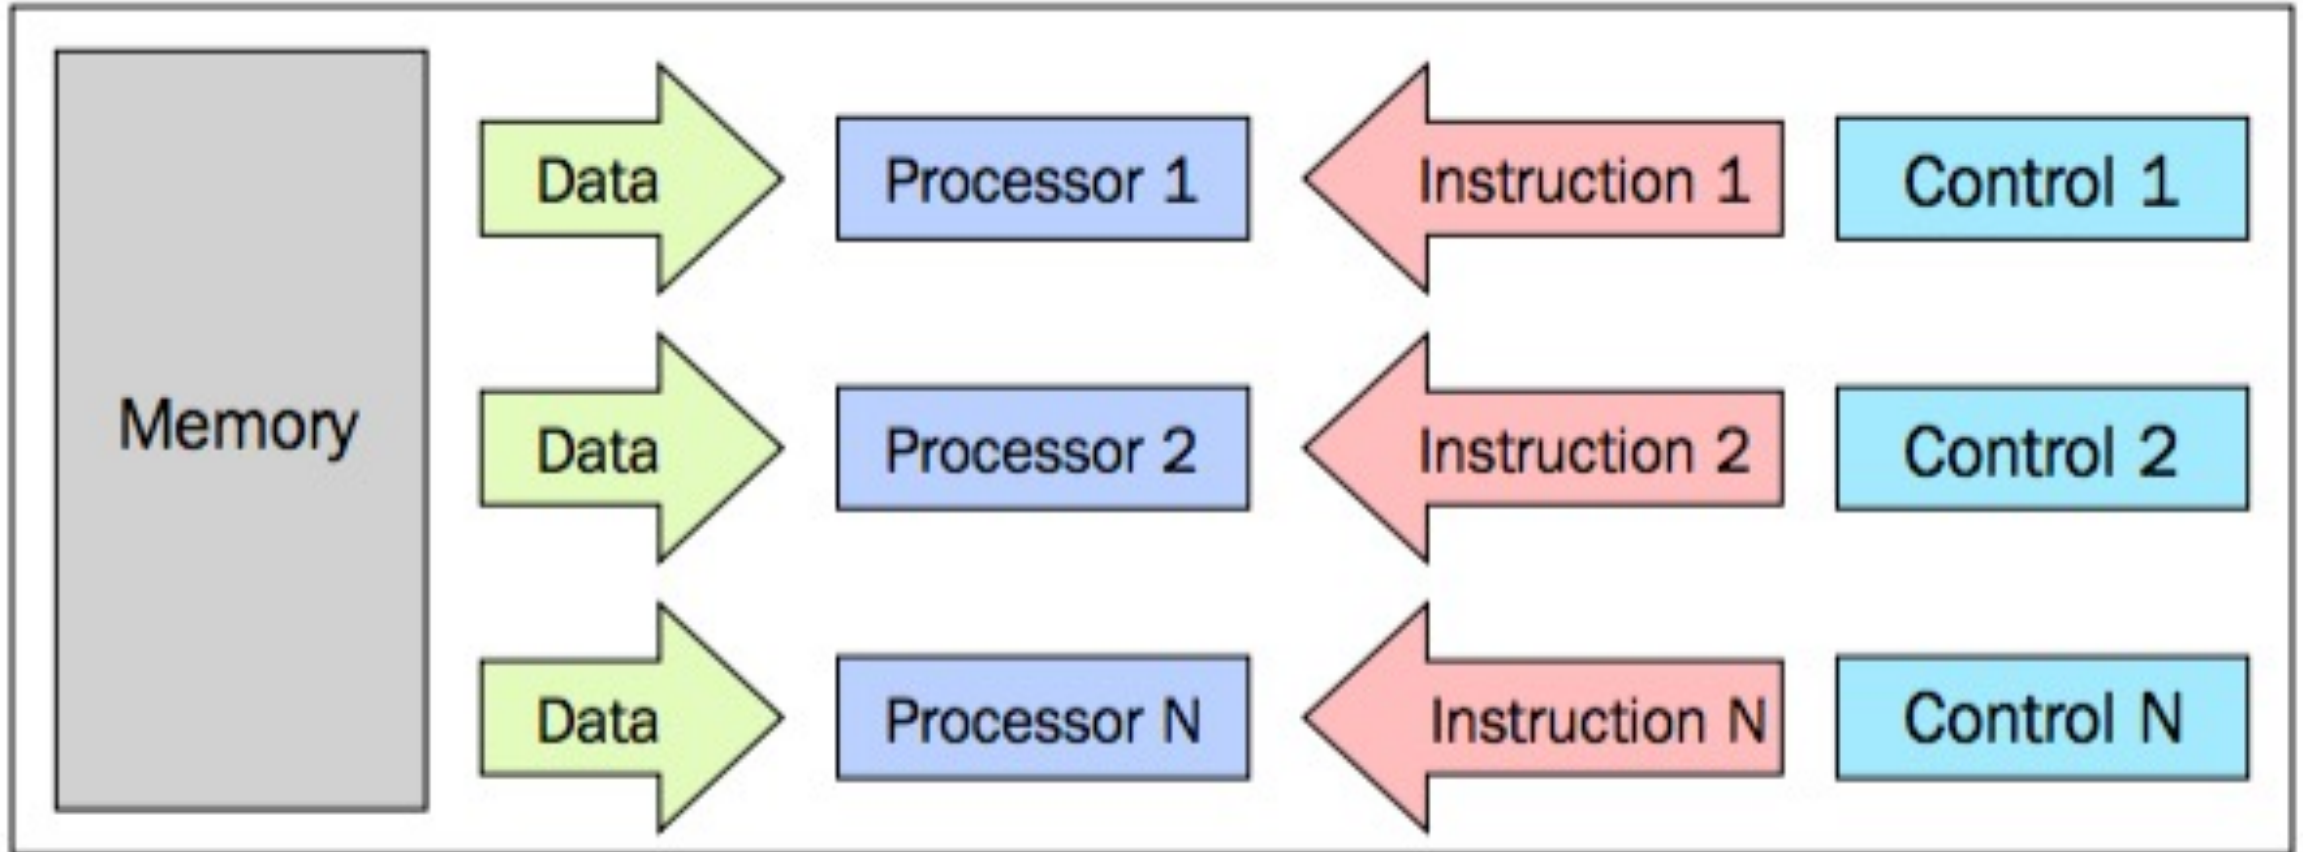 Memory
Data
Processor 1
Instruction 1
Control 1
Data
Processor 2
Instruction 2
Control 2
Data
Processor N
Instruction N
Control N